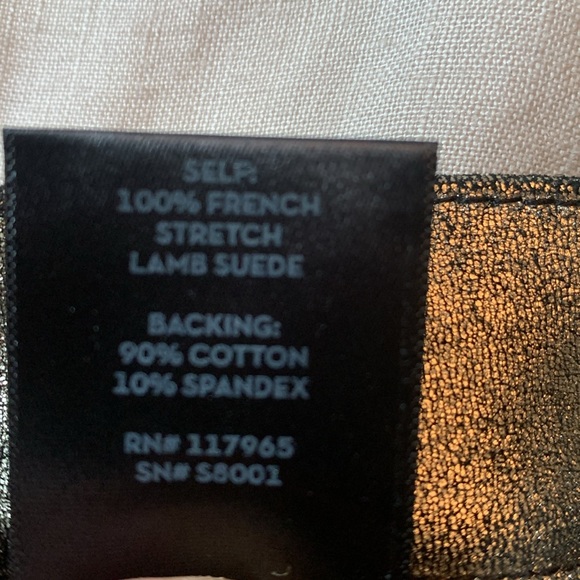 SELF:
100% FRENCH
STRETCH
LAMB SUEDE
BACKING:
90% COTTON
10% SPANDEX
RN# 117965
SN# S8001